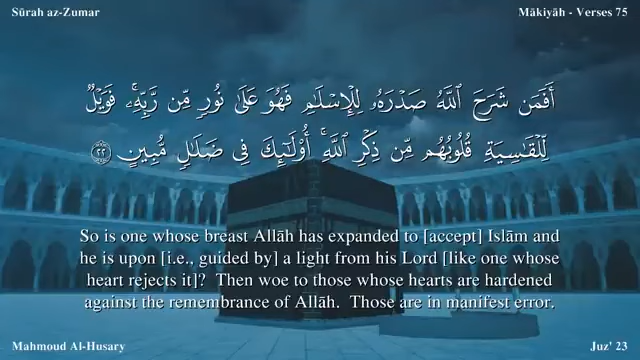 Sūrah az-Zumar
Mākiyāh - Verses 75
أَفَمَن شَرَحَ ٱللَّهُ صَدْرَهُۥ لِلْإِسْلَـٰمِ فَهُوَ عَلَىٰ نُورٍ مِّن رَّبِّهِۦ ۚ فَوَيْلٌ
لِّلْقَـٰسِيَةِ قُلُوبُهُم مِّن ذِكْرِ ٱللَّهِ ۚ أُو۟لَـٰٓئِكَ فِى ضَلَـٰلٍ مُّبِينٍ ٢٢
So is one whose breast Allāh has expanded to [accept] Islām and
he is upon [i.e., guided by] a light from his Lord [like one whose
heart rejects it]? Then woe to those whose hearts are hardened
against the remembrance of Allāh. Those are in manifest error.
Mahmoud Al-Husary
Juz' 23